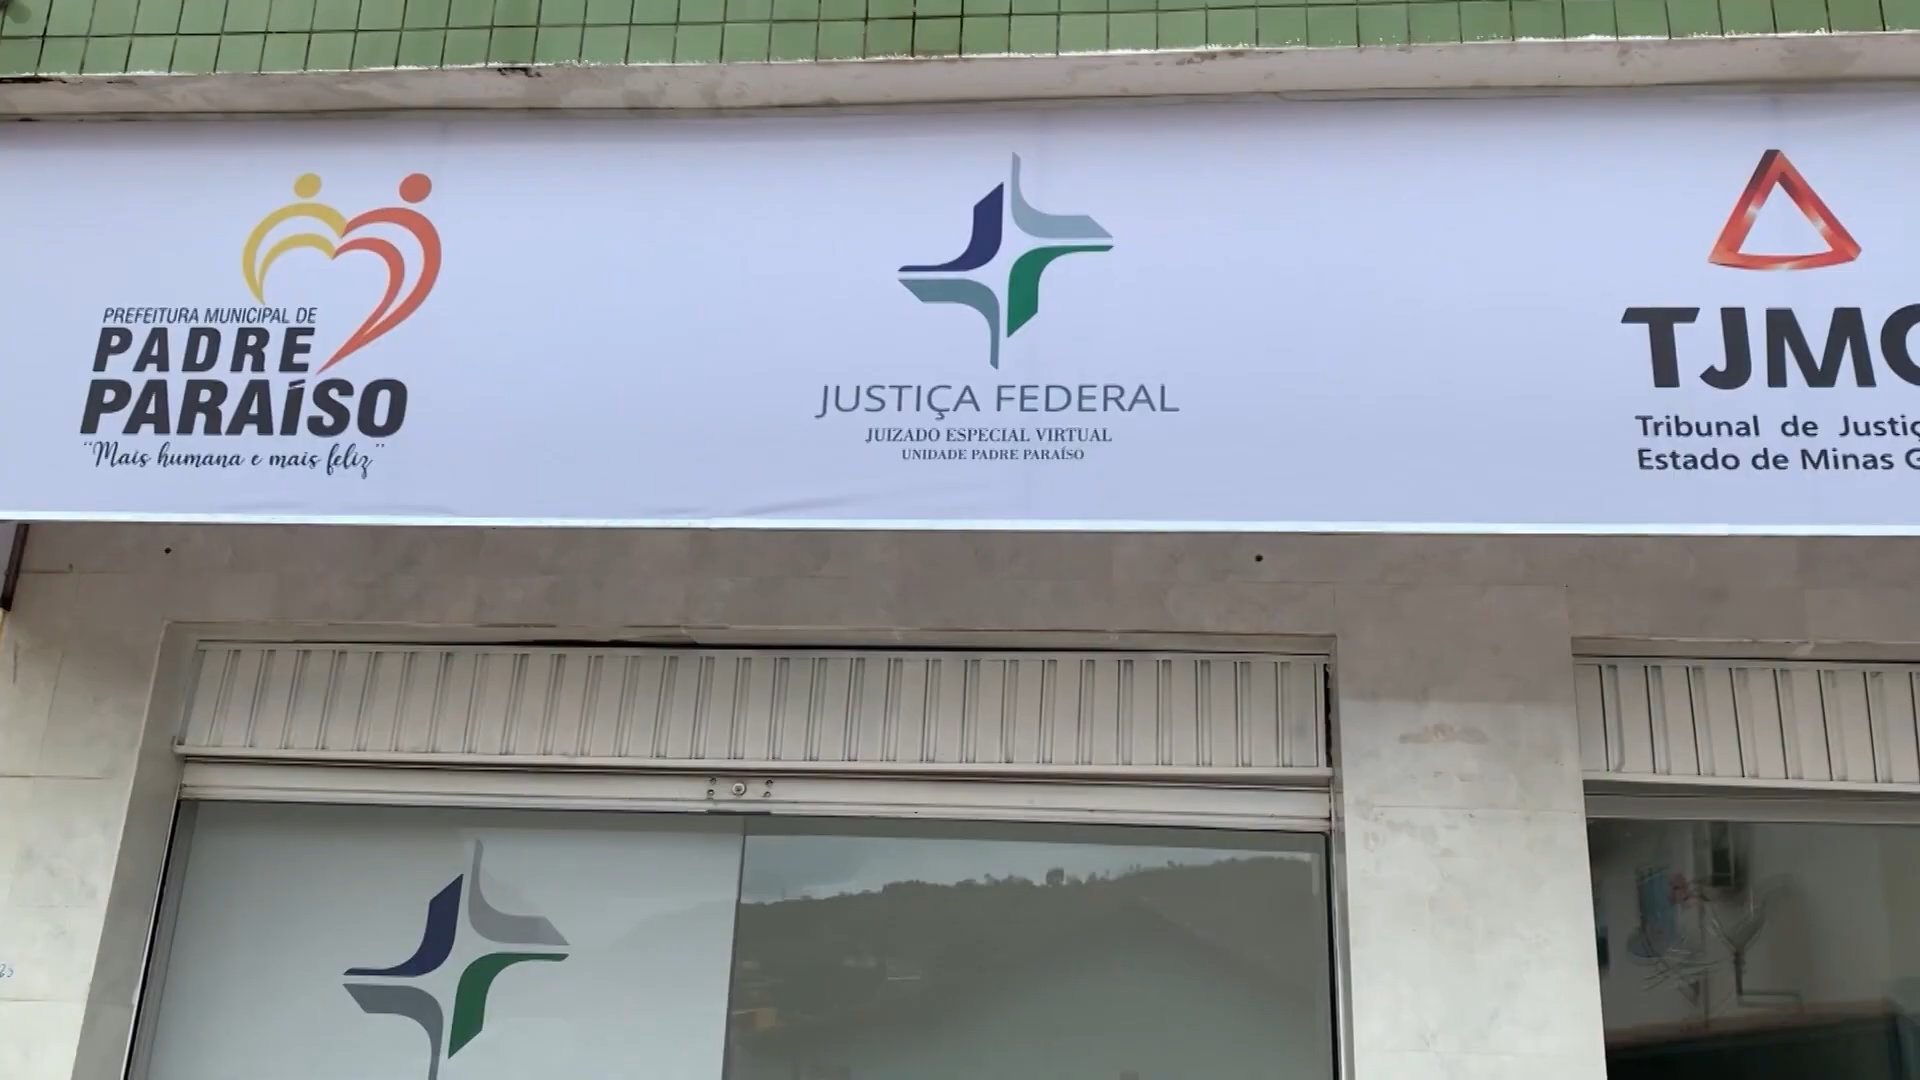 PREFEITURA MUNICIPAL DE
PADRE
PARAÍSO
"Mais humana e mais feliz"
JUSTIÇA FEDERAL
JUIZADO ESPECIAL VIRTUAL
UNIDADE PADRE PARAÍSO
TJMG
Tribunal de Justiç
Estado de Minas G